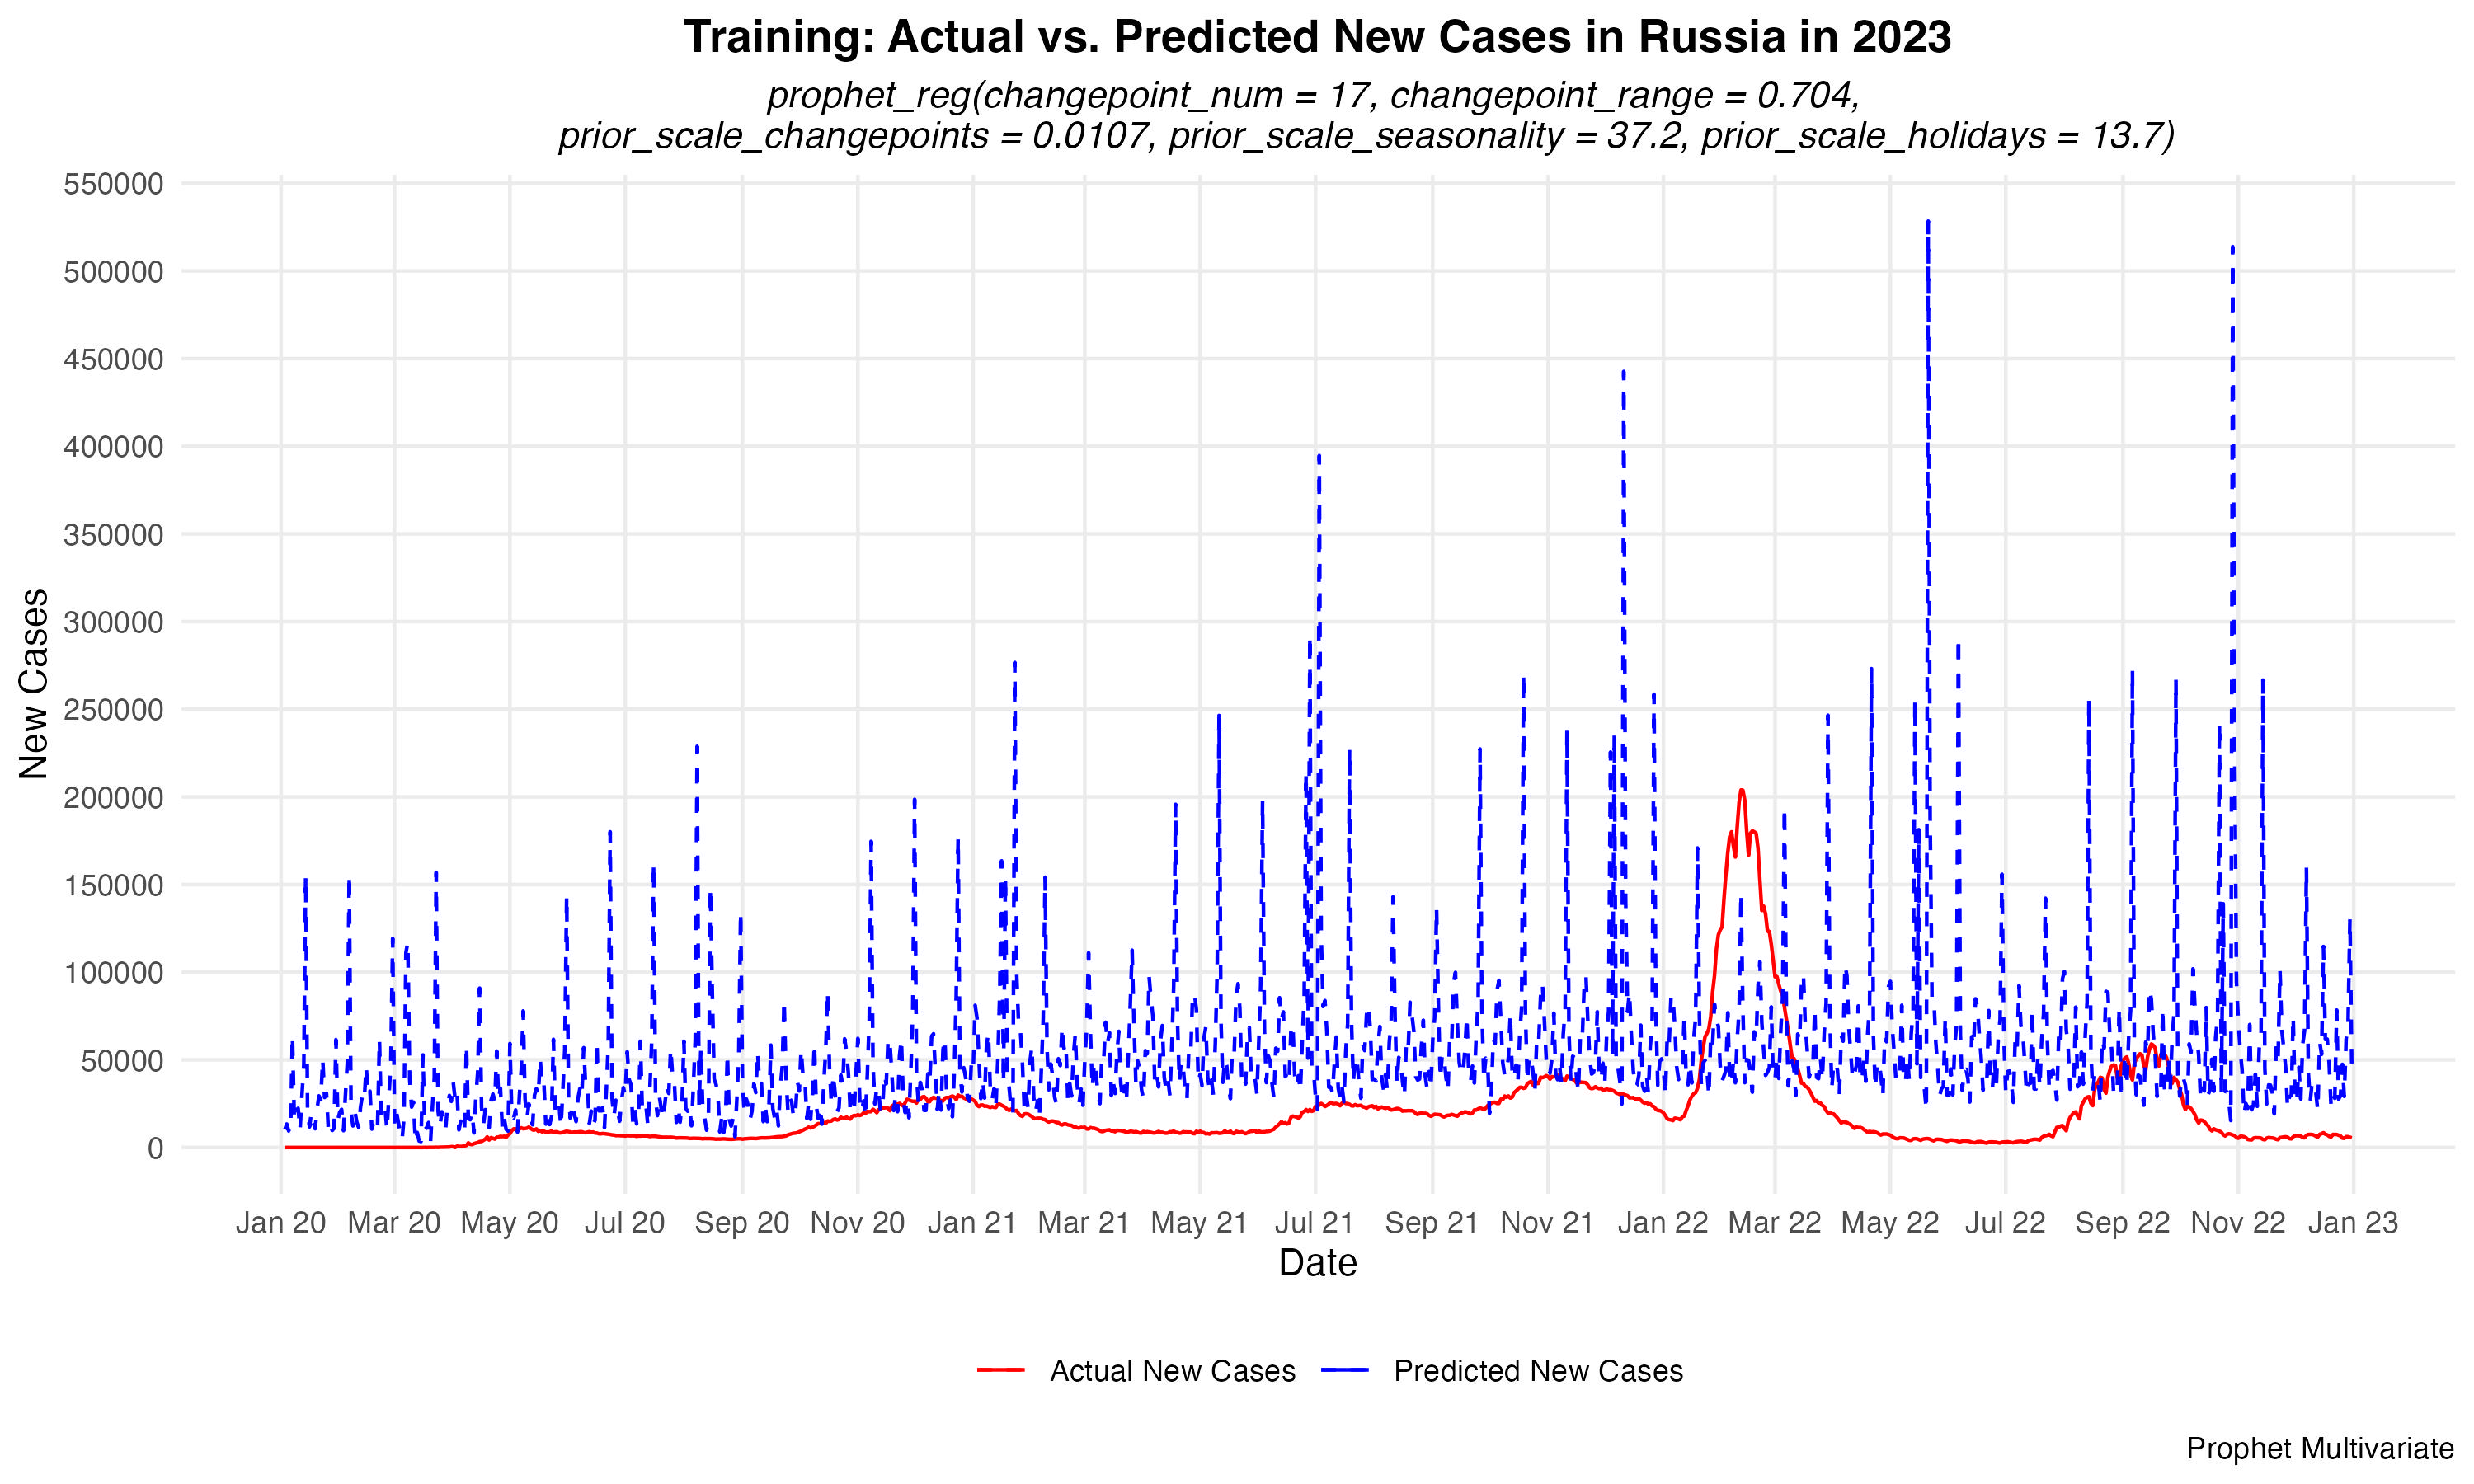 Training: Actual vs. Predicted New Cases in Russia in 2023
prophet_reg(changepoint_num = 17, changepoint_range = 0.704,
prior_scale_changepoints = 0.0107, prior_scale_seasonality = 37.2, prior_scale_holidays = 13.7)
550000
500000
450000
400000
350000
300000
250000
200000
150000
100000
50000
0
New Cases
Jan 20 Mar 20 May 20 Jul 20 Sep 20 Nov 20 Jan 21 Mar 21 May 21 Jul 21 Sep 21 Nov 21 Jan 22 Mar 22 May 22 Jul 22 Sep 22 Nov 22 Jan 23
Date
Actual New Cases Predicted New Cases
Prophet Multivariate